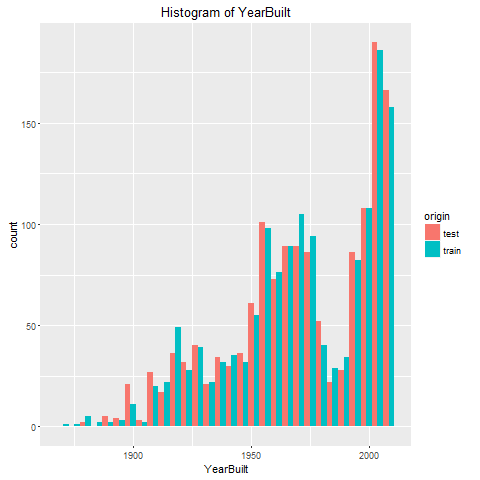 Histogram of YearBuilt
150
100
50
0
count
1900
1950
2000
YearBuilt
origin
test
train